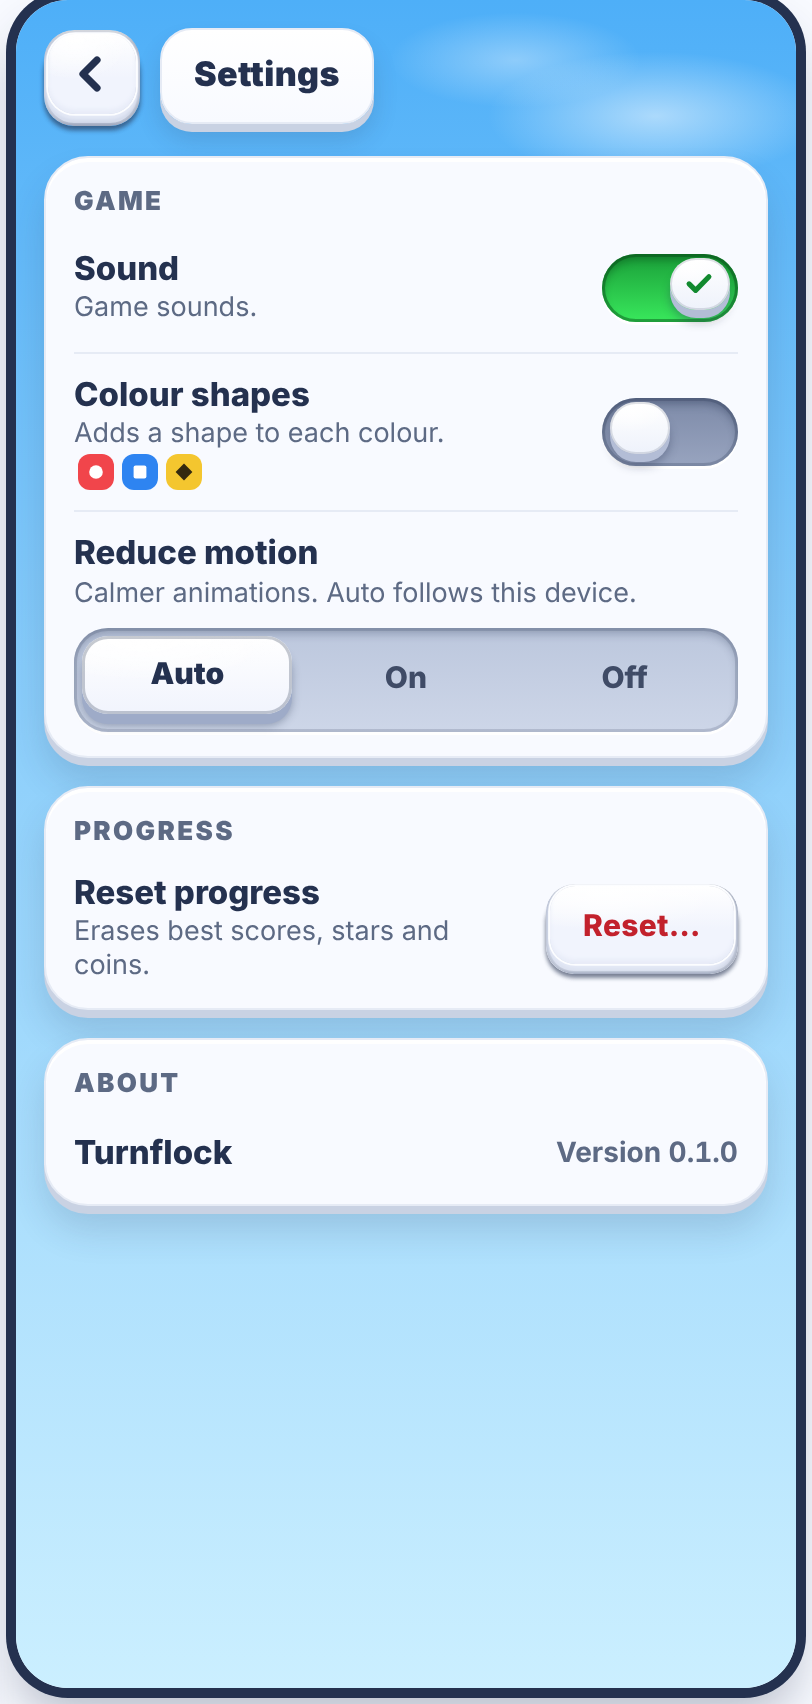 Settings
GAME
Sound
Game sounds.
Colour shapes
Adds a shape to each colour.
Reduce motion
Calmer animations. Auto follows this device.
Auto On Off
PROGRESS
Reset progress
Erases best scores, stars and
coins.
Reset...
ABOUT
Turnflock Version 0.1.0